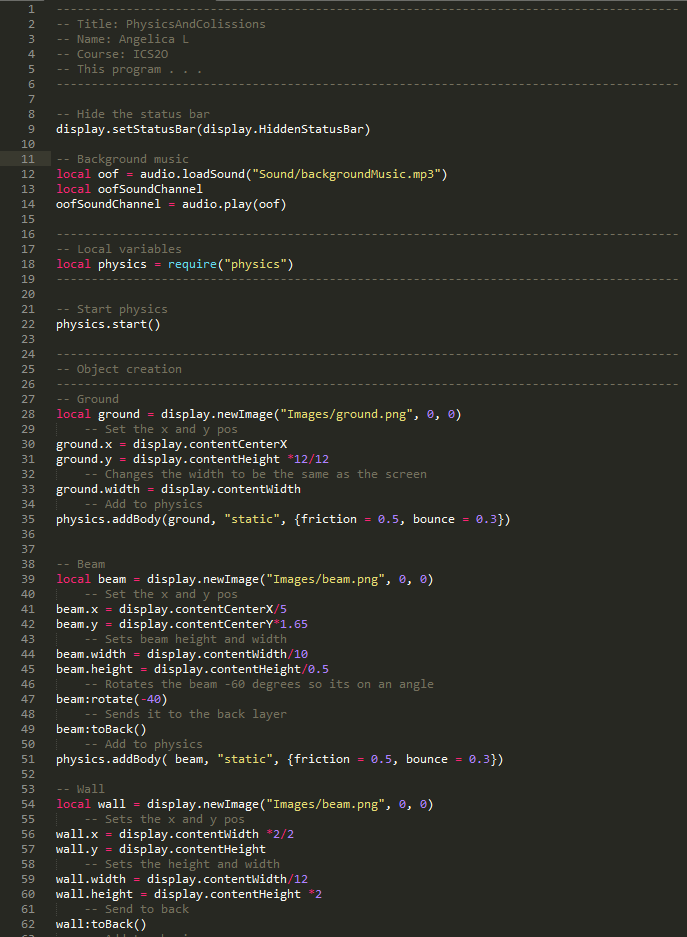 1 -----------------------------------------------------------------------------------------
2 -- Title: PhysicsAndColissions
3 -- Name: Angelica L
4 -- Course: ICS2O
5 -- This program . . .
6 -----------------------------------------------------------------------------------------
7
8 -- Hide the status bar
9 display.setStatusBar(display.HiddenStatusBar)
10
11 -- Background music
12 local oof = audio.loadSound("Sound/backgroundMusic.mp3")
13 local oofSoundChannel
14 oofSoundChannel = audio.play(oof)
15
16 -----------------------------------------------------------------------------------------
17 -- Local variables
18 local physics = require("physics")
19 -----------------------------------------------------------------------------------------
20
21 -- Start physics
22 physics.start()
23
24 -----------------------------------------------------------------------------------------
25 -- Object creation
26 -----------------------------------------------------------------------------------------
27 -- Ground
28 local ground = display.newImage("Images/ground.png", 0, 0)
29 -- Set the x and y pos
30 ground.x = display.contentCenterX
31 ground.y = display.contentHeight *12/12
32 -- Changes the width to be the same as the screen
33 ground.width = display.contentWidth
34 -- Add to physics
35 physics.addBody(ground, "static", {friction = 0.5, bounce = 0.3})
36
37
38 -- Beam
39 local beam = display.newImage("Images/beam.png", 0, 0)
40 -- Set the x and y pos
41 beam.x = display.contentCenterX/5
42 beam.y = display.contentCenterY*1.65
43 -- Sets beam height and width
44 beam.width = display.contentWidth/10
45 beam.height = display.contentHeight/0.5
46 -- Rotates the beam -60 degrees so its on an angle
47 beam:rotate(-40)
48 -- Sends it to the back layer
49 beam:toBack()
50 -- Add to physics
51 physics.addBody( beam, "static", {friction = 0.5, bounce = 0.3})
52
53 -- Wall
54 local wall = display.newImage("Images/beam.png", 0, 0)
55 -- Sets the x and y pos
56 wall.x = display.contentWidth *2/2
57 wall.y = display.contentHeight
58 -- Sets the height and width
59 wall.width = display.contentWidth/12
60 wall.height = display.contentHeight *2
61 -- Send to back
62 wall:toBack()